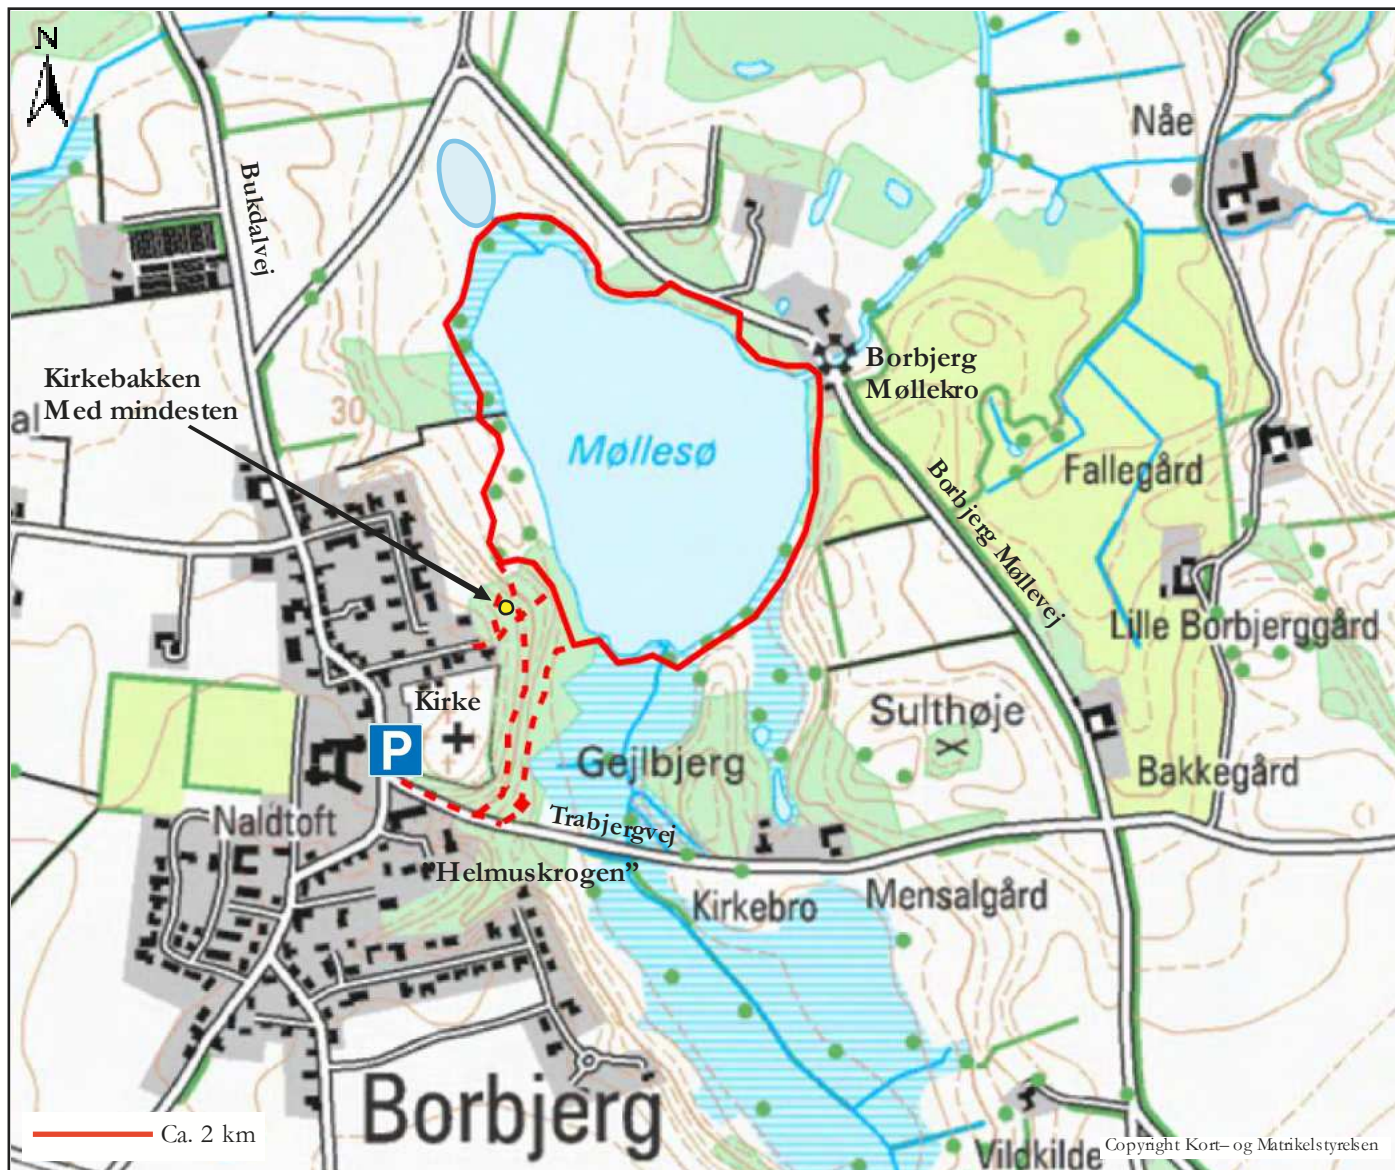 N
Nåe
Bukdalvej
Borbjerg
Møllekro
Kirkebakken
Med mindesten
al
30
Møllesø
Fallegård
Borbjerg Møllevej
Lille Borbjerggård
Kirke
P
Sulthøje
Gejlbjerg
Bakkegård
Naldtoft
Trabjergvej
"Helmuskrogen"
Mensalgård
Kirkebro
Borbjerg
Ca. 2 km
Vildkilde
Copyright Kort– og Matrikelstyrelsen